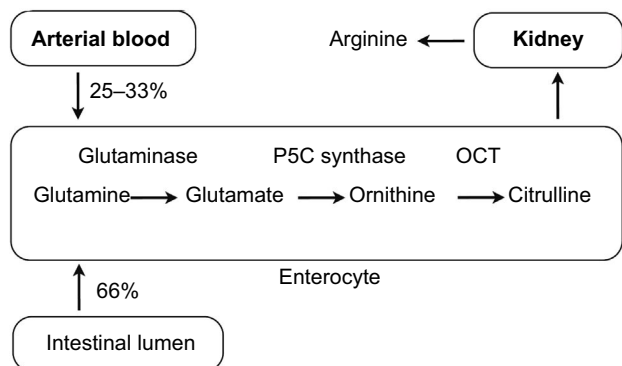 Arterial blood
Arginine
Kidney
25–33%
Glutaminase P5C synthase OCT
Glutamine Glutamate Ornithine Citrulline
Enterocyte
66%
Intestinal lumen